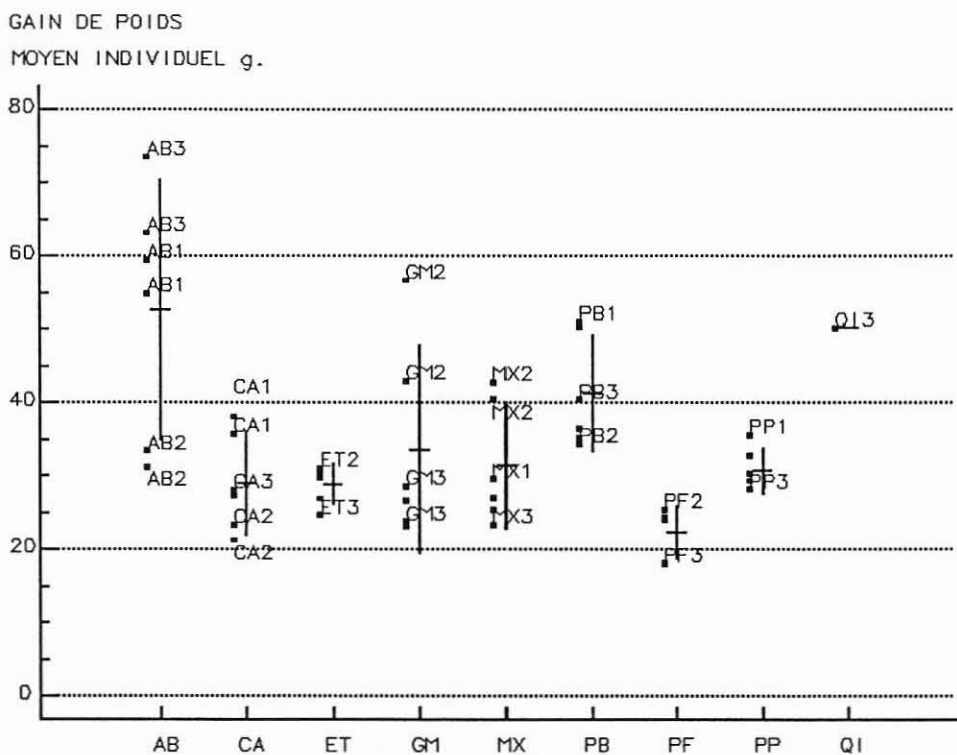 GAIN DE POIDS
MOYEN INDIVIDUEL g.
80
AB3
AB3
60
AB1
GM2
AB1
PB1
QI3
GM2
MX2
CA1
40
PB3
MX2
CA1
PB2
PP1
AB2
ET2
AB2
CA3
GM3
MX1
PP3
ET3
PF2
CA2
GM3
MX3
20
CA2
PF3
0
AB CA ET GM MX PB PF PP QI